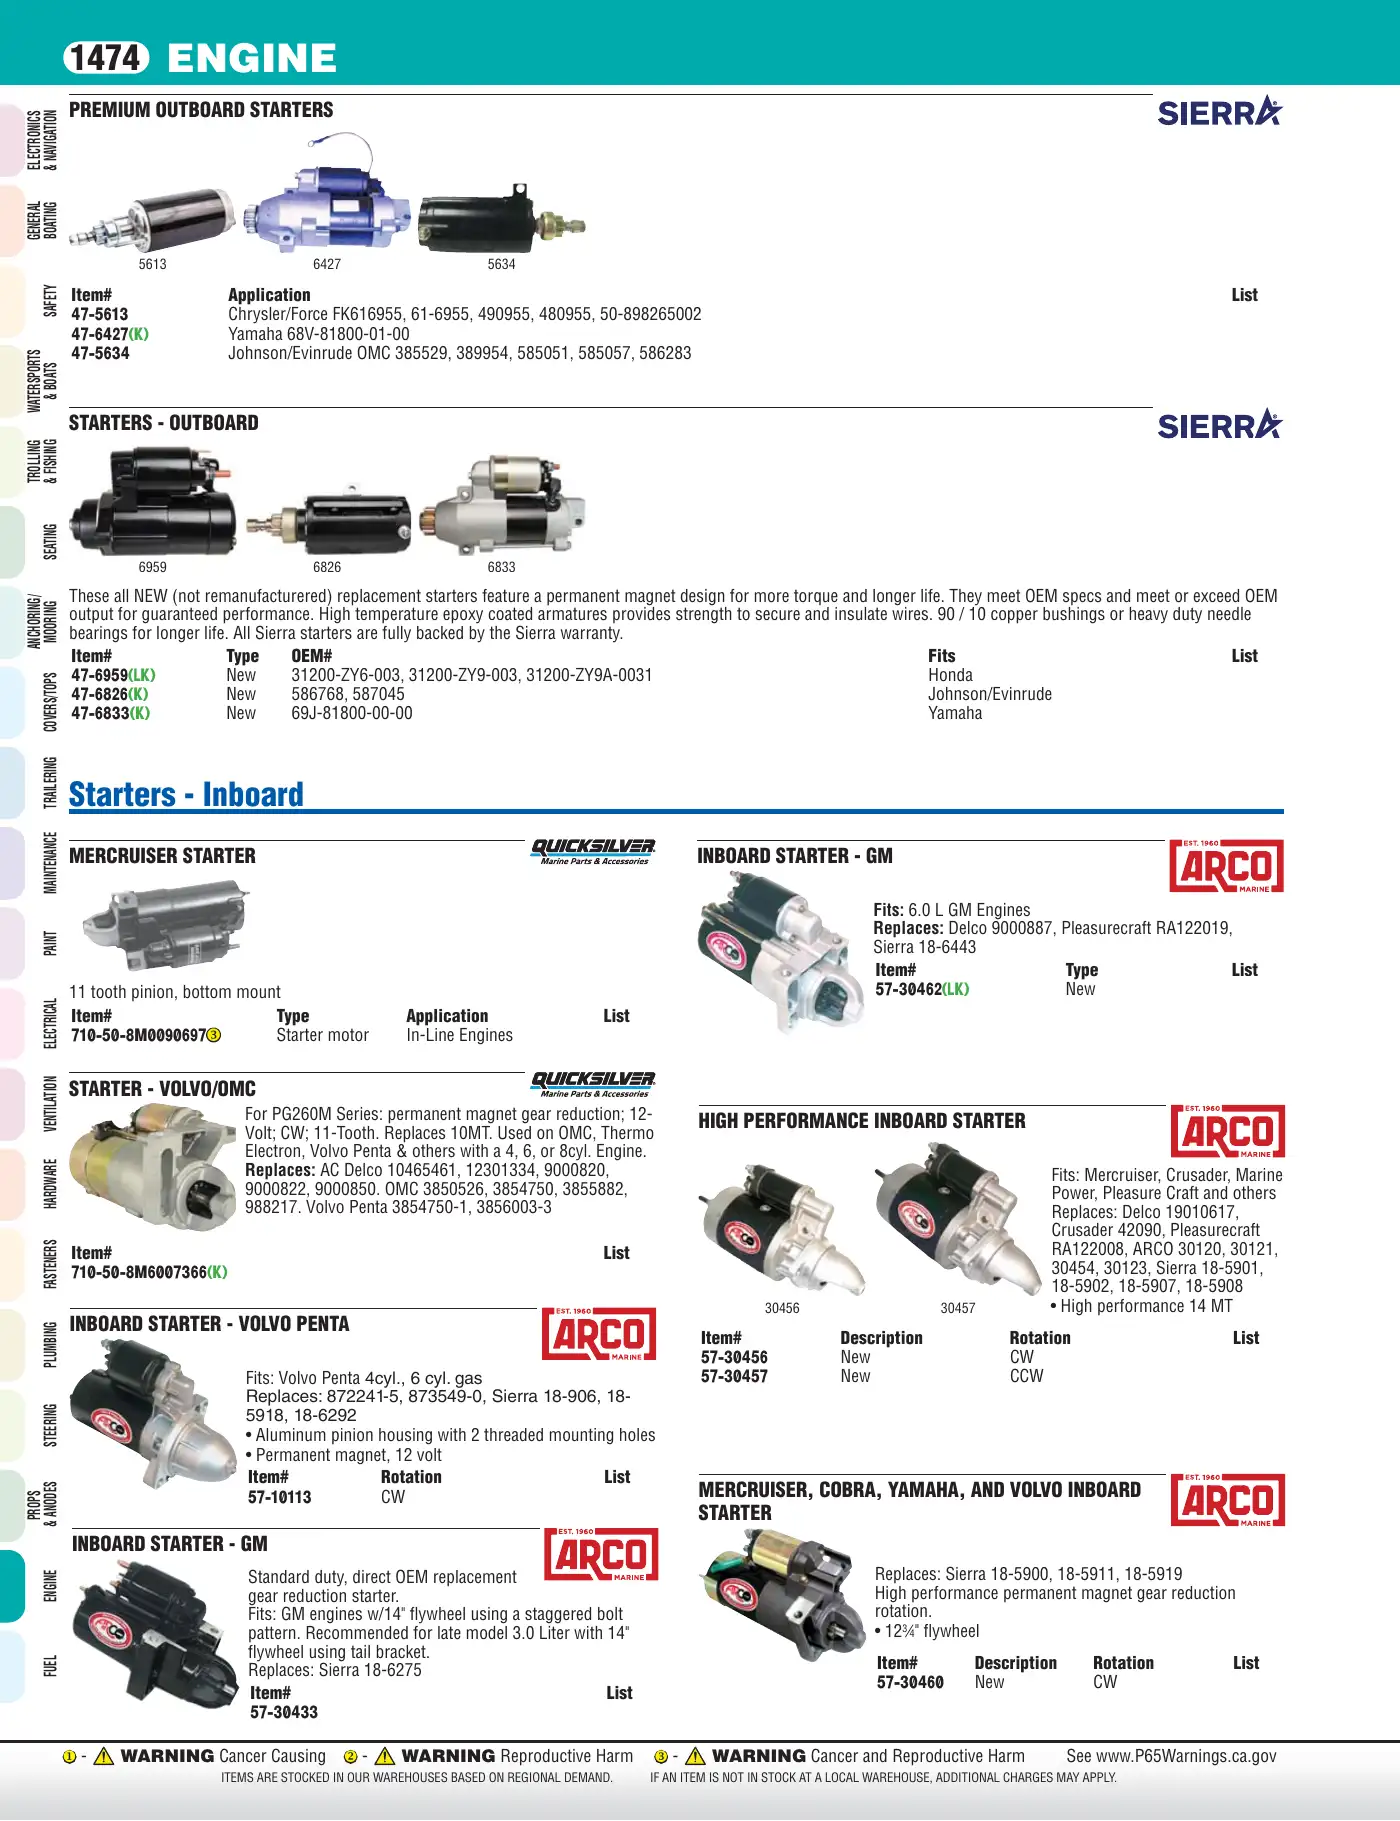 1474 ENGINE
ELECTRONICS
& NAVIGATION
GENERAL
BOATING
SAFETY
WATERSPORTS
& BOATS
TROLLING
& FISHING
SEATING
ANCHORING/
MOORING
COVERS/TOPS
TRAILERING
MAINTENANCE
PAINT
ELECTRICAL
VENTILATION
HARDWARE
FASTENERS
PLUMBING
STEERING
PROPS
& ANODES
ENGINE
FUEL
PREMIUM OUTBOARD STARTERS
SIERRA
5613 6427 5634
Item# Application List
47-5613 Chrysler/Force FK616955, 61-6955, 490955, 480955, 50-898265002
47-6427(K) Yamaha 68V-81800-01-00
47-5634 Johnson/Evinrude OMC 385529, 389954, 585051, 585057, 586283
STARTERS - OUTBOARD
SIERRA
6959 6826 6833
These all NEW (not remanufacturered) replacement starters feature a permanent magnet design for more torque and longer life. They meet OEM specs and meet or exceed OEM
output for guaranteed performance. High temperature epoxy coated armatures provides strength to secure and insulate wires. 90 / 10 copper bushings or heavy duty needle
bearings for longer life. All Sierra starters are fully backed by the Sierra warranty.
Item# Type OEM# Fits List
47-6959(LK) New 31200-ZY6-003, 31200-ZY9-003, 31200-ZY9A-0031 Honda
47-6826(K) New 586768, 587045 Johnson/Evinrude
47-6833(K) New 69J-81800-00-00 Yamaha
Starters - Inboard
MERCRUISER STARTER
QUICKSILVER
Marine Parts & Accessories
11 tooth pinion, bottom mount
Item# Type Application List
710-50-8M0090697 3 Starter motor In-Line Engines
STARTER - VOLVO/OMC
QUICKSILVER
Marine Parts & Accessories
For PG260M Series: permanent magnet gear reduction; 12-
Volt; CW; 11-Tooth. Replaces 10MT. Used on OMC, Thermo
Electron, Volvo Penta & others with a 4, 6, or 8cyl. Engine.
Replaces: AC Delco 10465461, 12301334, 9000820,
9000822, 9000850. OMC 3850526, 3854750, 3855882,
988217. Volvo Penta 3854750-1, 3856003-3
Item# List
710-50-8M6007366(K)
INBOARD STARTER - VOLVO PENTA
EST. 1960
ARCO
MARINE
Fits: Volvo Penta 4cyl., 6 cyl. gas
Replaces: 872241-5, 873549-0, Sierra 18-906, 18-
5918, 18-6292
• Aluminum pinion housing with 2 threaded mounting holes
• Permanent magnet, 12 volt
Item# Rotation List
57-10113 CW
INBOARD STARTER - GM
EST. 1960
ARCO
MARINE
Standard duty, direct OEM replacement
gear reduction starter.
Fits: GM engines w/14" flywheel using a staggered bolt
pattern. Recommended for late model 3.0 Liter with 14"
flywheel using tail bracket.
Replaces: Sierra 18-6275
Item# List
57-30433
INBOARD STARTER - GM
EST. 1960
ARCO
MARINE
Fits: 6.0 L GM Engines
Replaces: Delco 9000887, Pleasurecraft RA122019,
Sierra 18-6443
Item# Type List
57-30462(LK) New
HIGH PERFORMANCE INBOARD STARTER
EST. 1960
ARCO
MARINE
Fits: Mercruiser, Crusader, Marine
Power, Pleasure Craft and others
Replaces: Delco 19010617,
Crusader 42090, Pleasurecraft
RA122008, ARCO 30120, 30121,
30454, 30123, Sierra 18-5901,
18-5902, 18-5907, 18-5908
• High performance 14 MT
30456 30457
Item# Description Rotation List
57-30456 New CW
57-30457 New CCW
MERCRUISER, COBRA, YAMAHA, AND VOLVO INBOARD
STARTER
EST. 1960
ARCO
MARINE
Replaces: Sierra 18-5900, 18-5911, 18-5919
High performance permanent magnet gear reduction
rotation.
• 12¾" flywheel
Item# Description Rotation List
57-30460 New CW
1 - WARNING Cancer Causing 2 - WARNING Reproductive Harm 3 - WARNING Cancer and Reproductive Harm See www.P65Warnings.ca.gov
ITEMS ARE STOCKED IN OUR WAREHOUSES BASED ON REGIONAL DEMAND. IF AN ITEM IS NOT IN STOCK AT A LOCAL WAREHOUSE, ADDITIONAL CHARGES MAY APPLY.